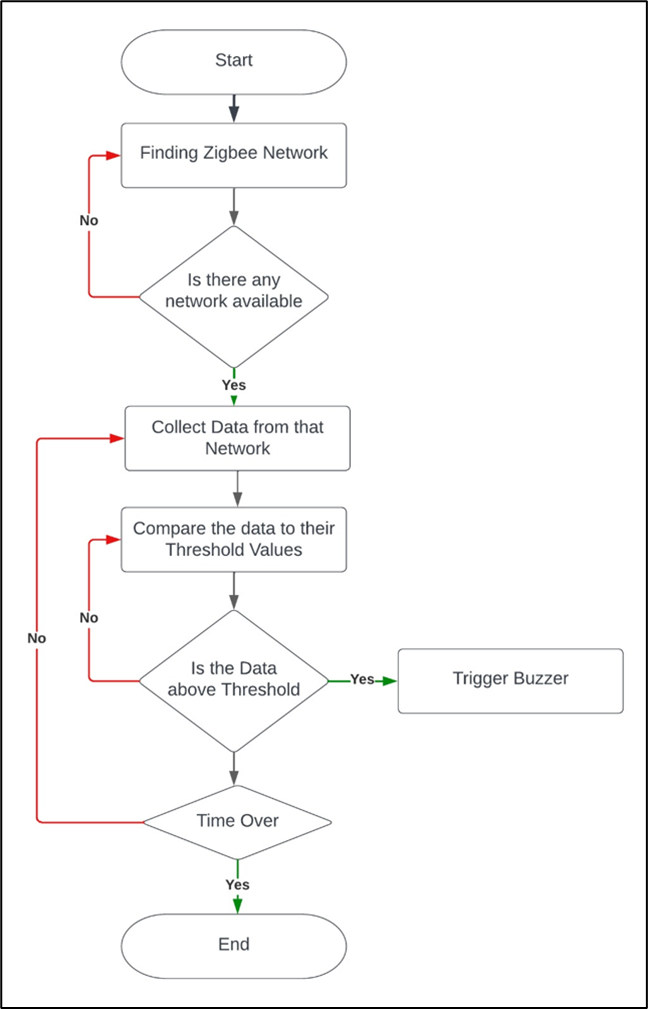 Start
Finding Zigbee Network
No
Is there any
network available
Yes
Collect Data from that
Network
Compare the data to their
Threshold Values
No
No
Is the Data
above Threshold
Yes
Trigger Buzzer
Time Over
Yes
End